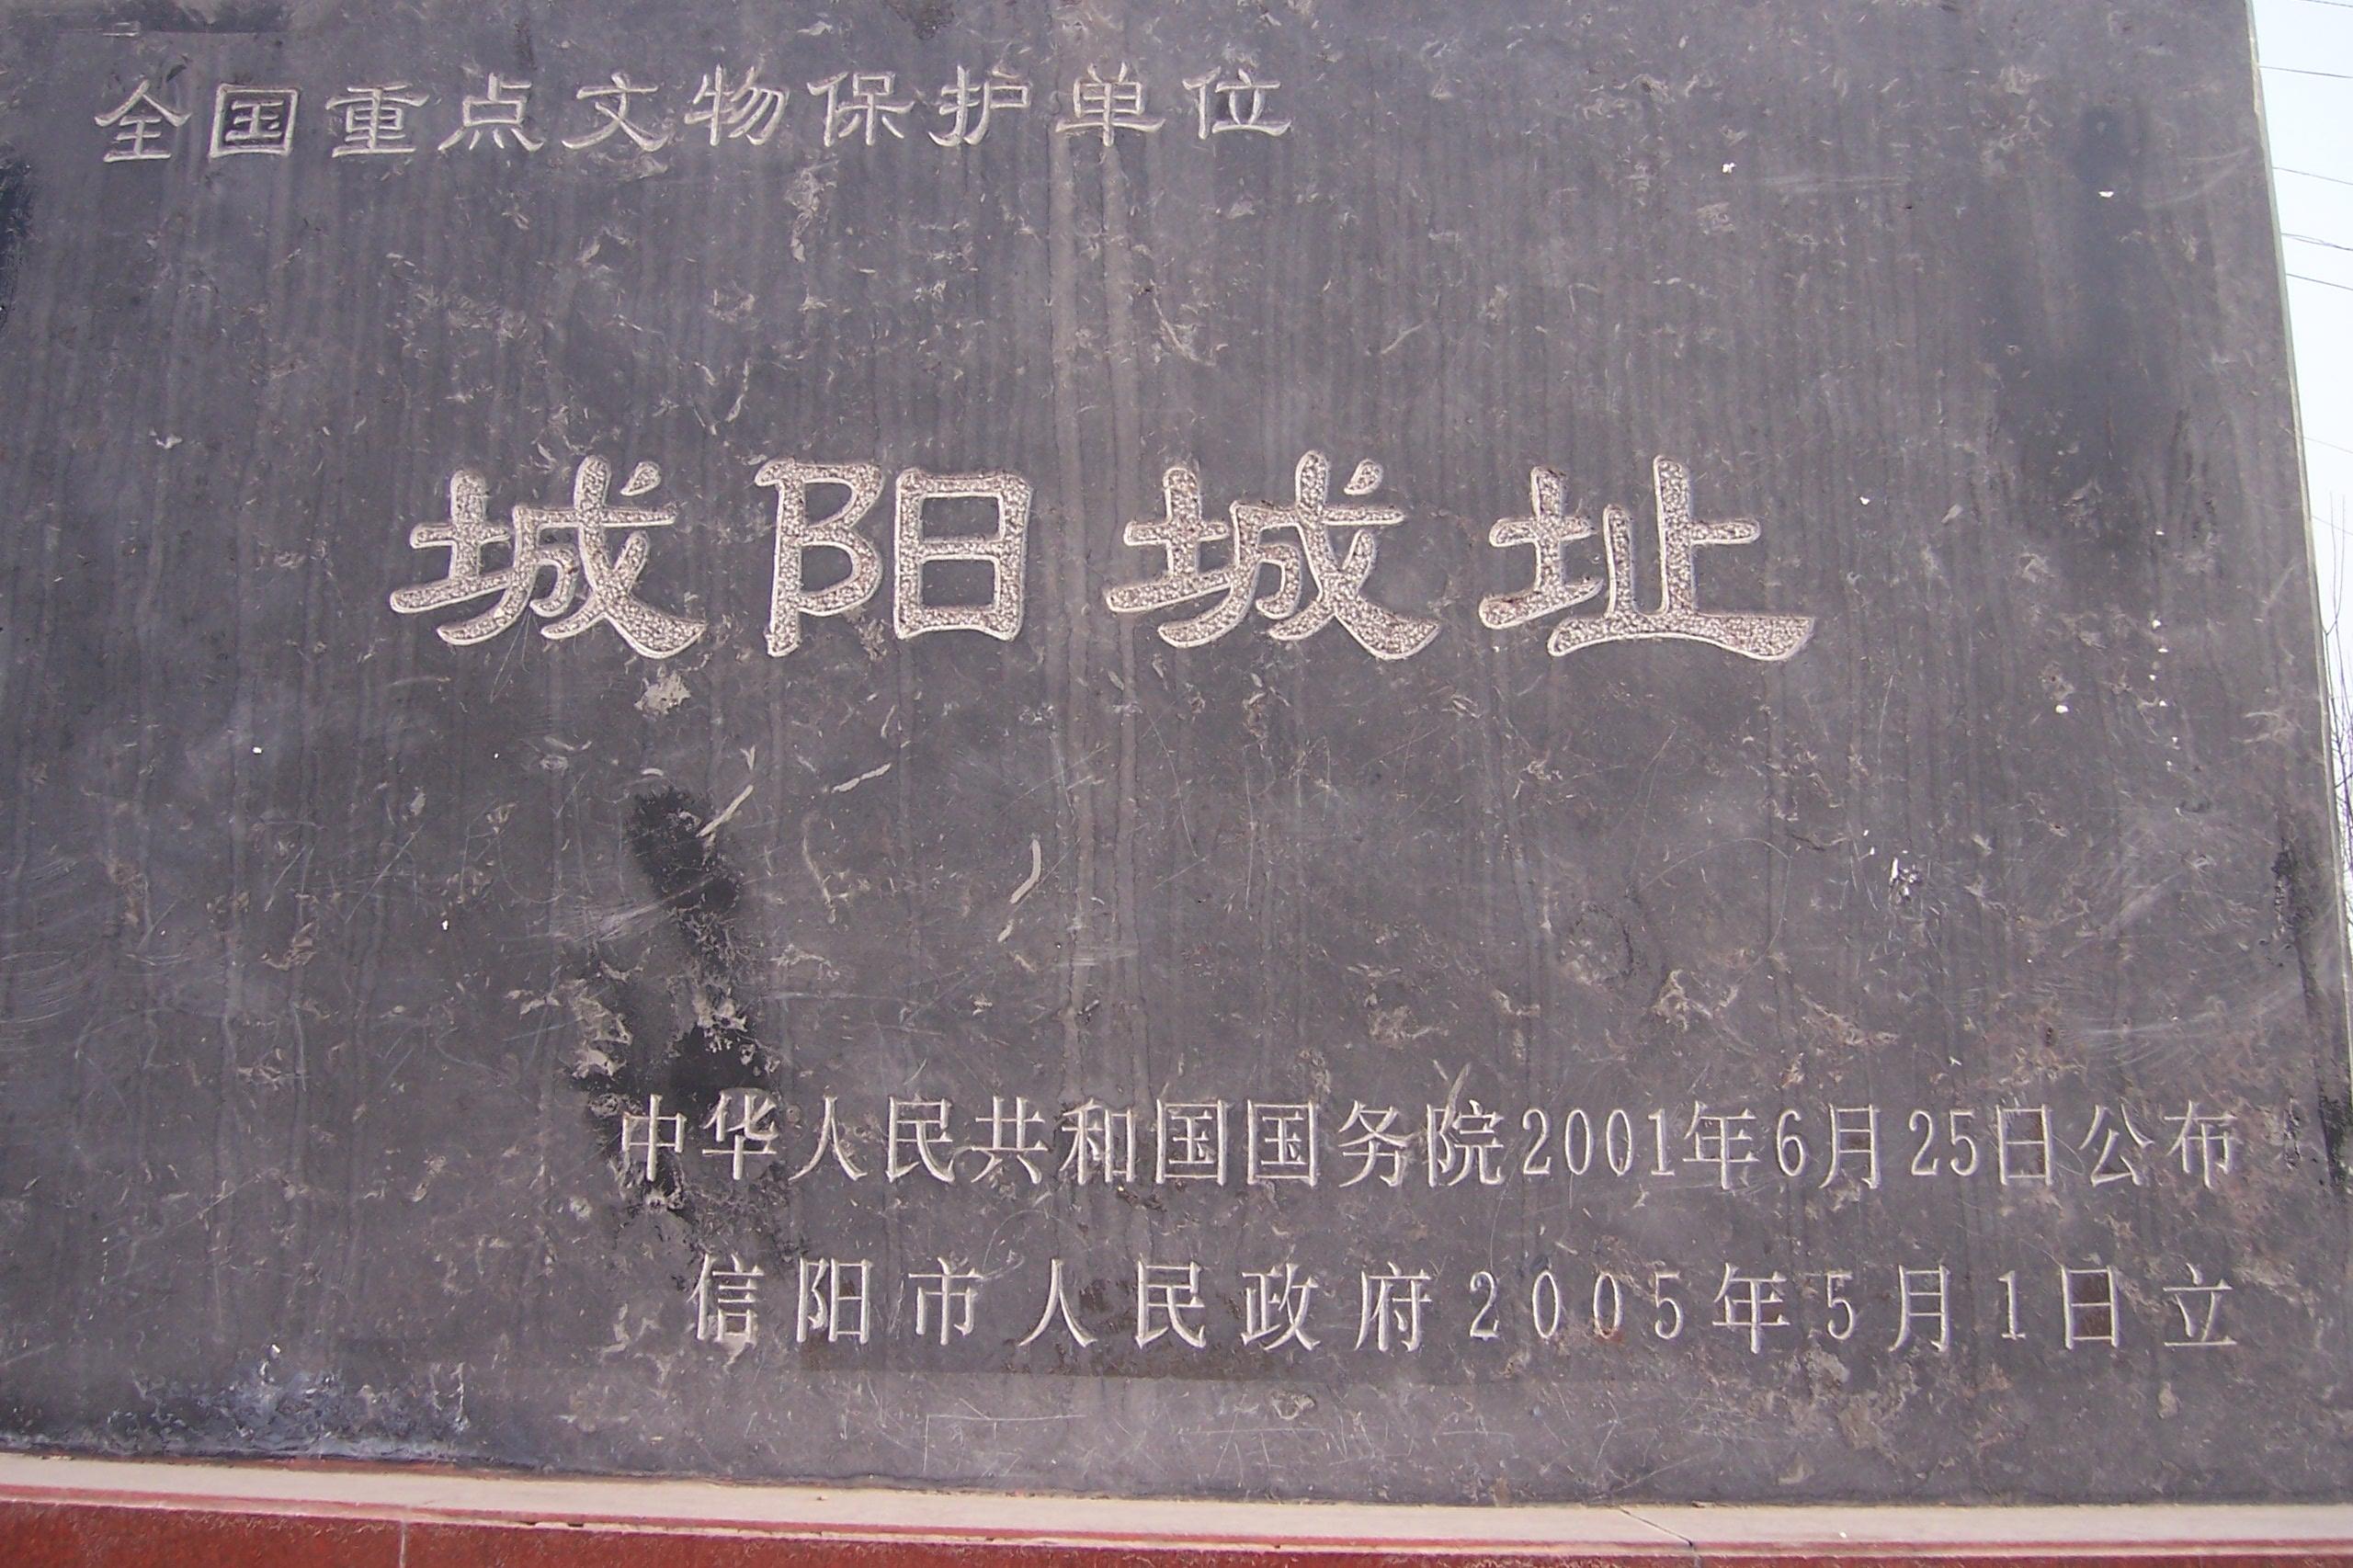 全国重点文物保护单位
城阳城址
中华人民共和国国务院2001年6月25日公布
信阳市人民政府2005年5月1日立